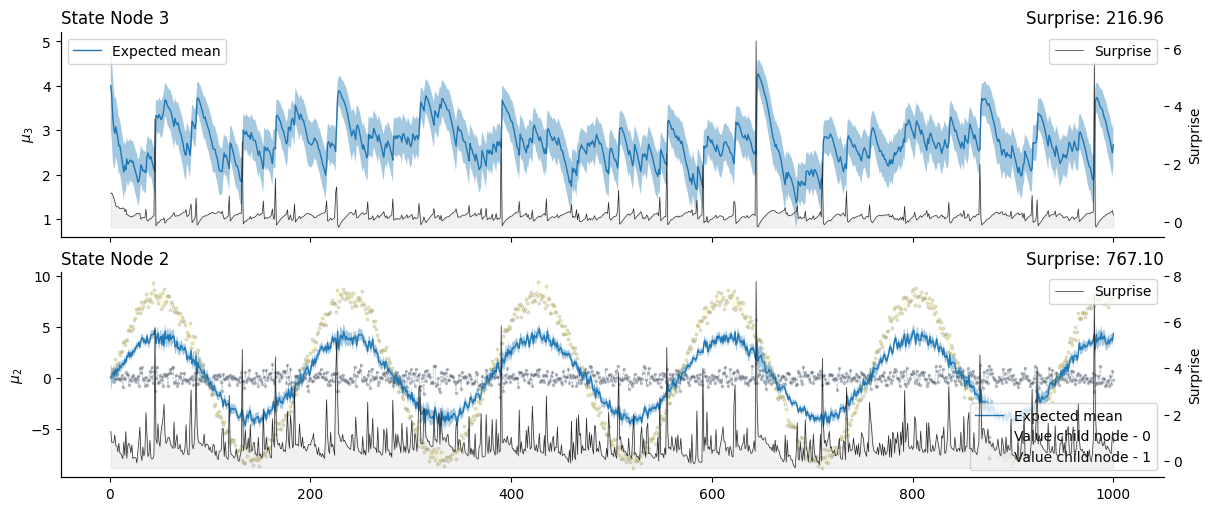 State Node 3
Surprise: 216.96
Expected mean
Surprise
5
4
3
2
1
μ3
6
4
2
0
Surprise
State Node 2
Surprise: 767.10
Surprise
Expected mean
Value child node - 0
Value child node - 1
10
5
0
−5
μ2
8
6
4
2
0
Surprise
0
200
400
600
800
1000